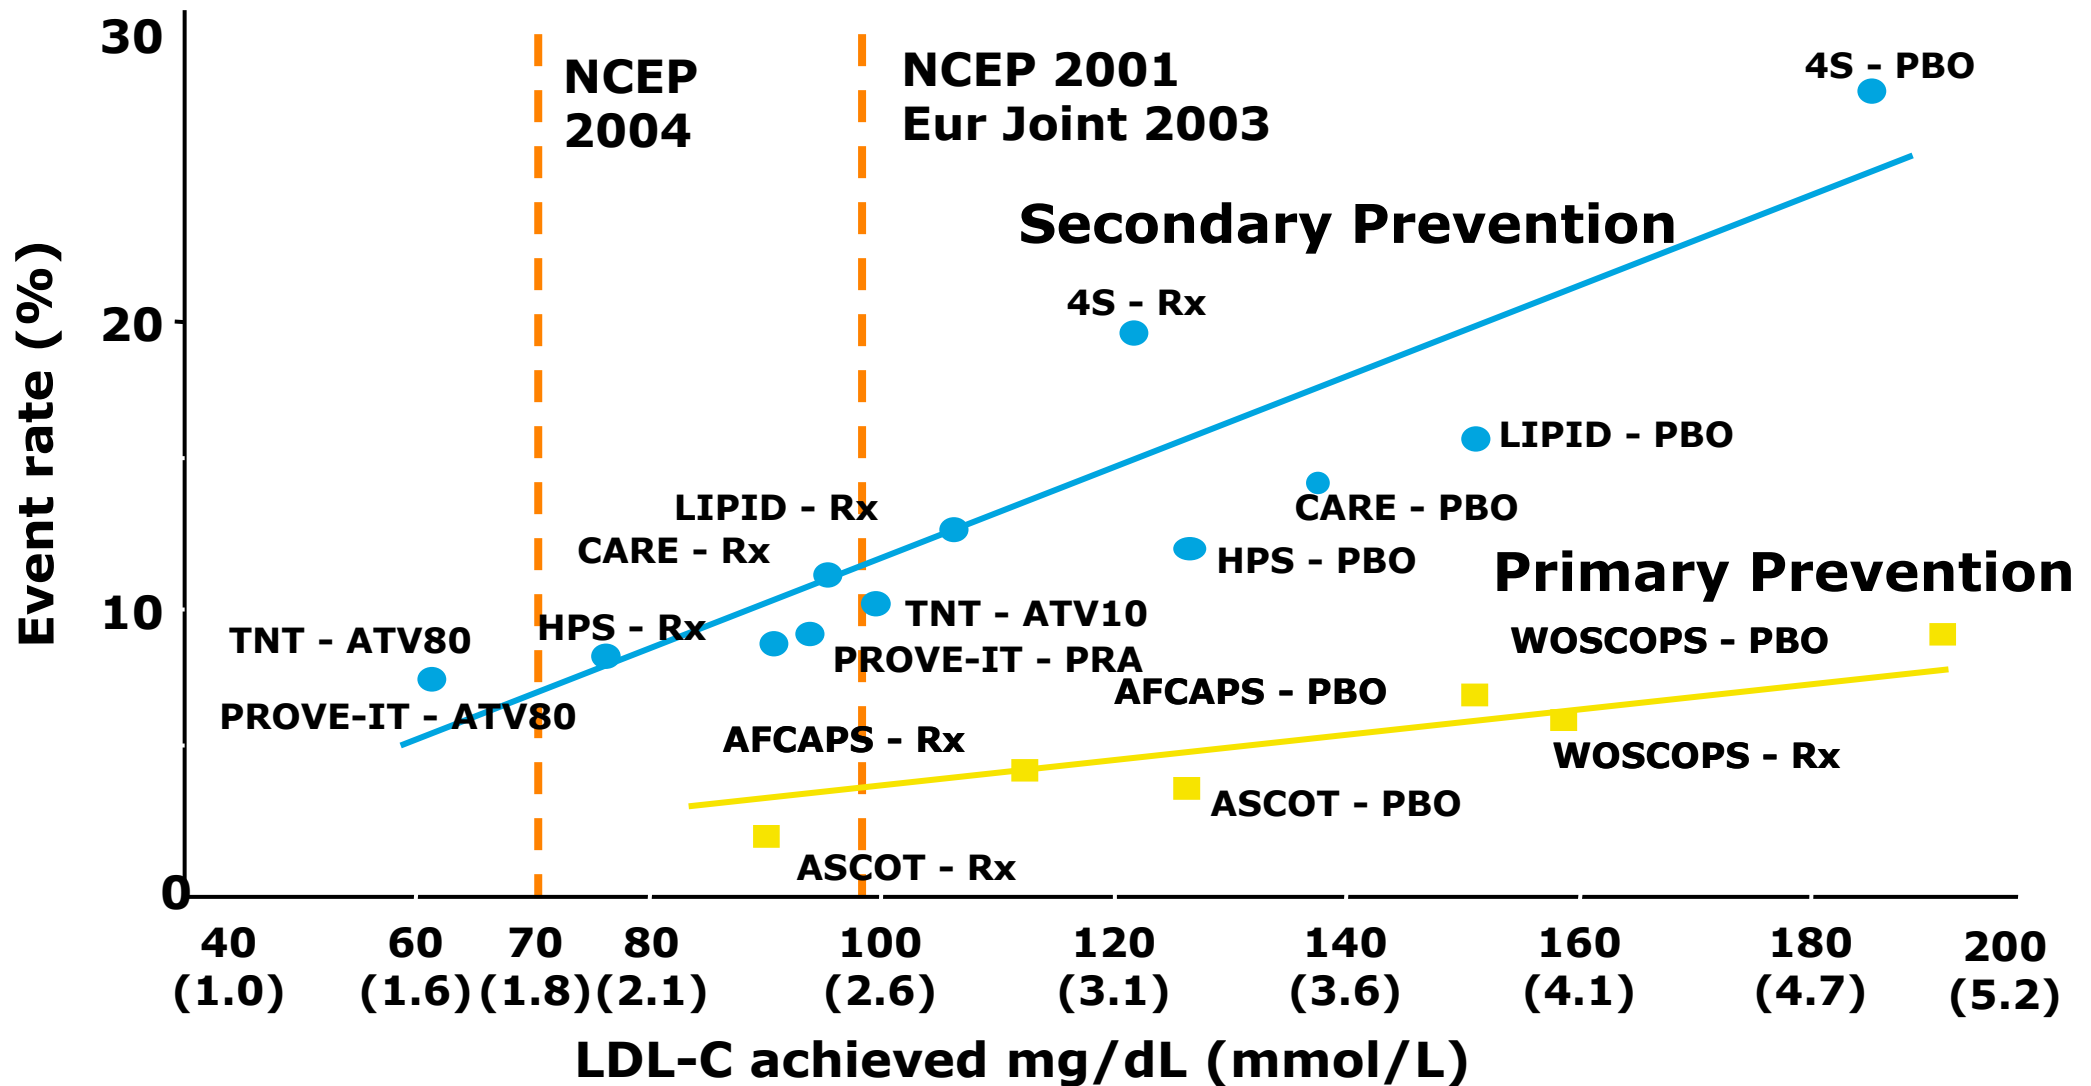 30
NCEP
2004
NCEP 2001
Eur Joint 2003
4S - PBO
Secondary Prevention
4S - Rx
20
LIPID - PBO
LIPID - Rx
CARE - PBO
CARE - Rx
HPS - PBO
Primary Prevention
10
TNT - ATV80
HPS - Rx
TNT - ATV10
WOSCOPS - PBO
PROVE-IT - PRA
AFCAPS - PBO
PROVE-IT - ATV80
AFCAPS - Rx
WOSCOPS - Rx
ASCOT - PBO
ASCOT - Rx
0
Event rate (%)
40 60 70 80 100 120 140 160 180 200
(1.0) (1.6) (1.8) (2.1) (2.6) (3.1) (3.6) (4.1) (4.7) (5.2)
LDL-C achieved mg/dL (mmol/L)